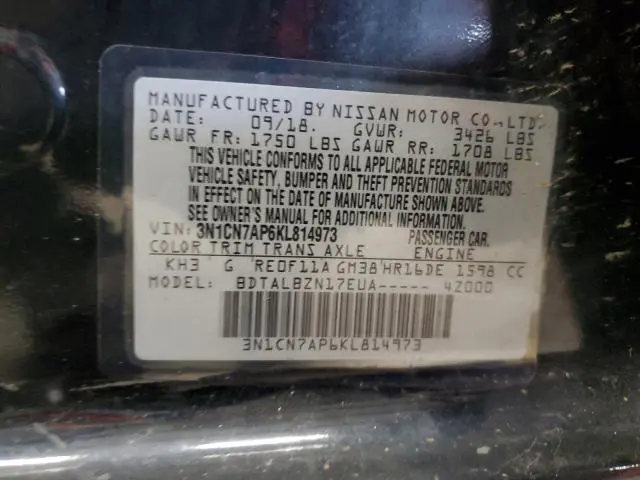 MANUFACTURED BY NISSAN MOTOR CO., LTD.
DATE: 09/18. GVWR: 3426 LBS
GAWR FR: 1750 LBS GAWR RR: 1708 LBS
THIS VEHICLE CONFORMS TO ALL APPLICABLE FEDERAL MOTOR
VEHICLE SAFETY, BUMPER AND THEFT PREVENTION STANDARDS
IN EFFECT ON THE DATE OF MANUFACTURE SHOWN ABOVE.
SEE OWNER'S MANUAL FOR ADDITIONAL INFORMATION.
VIN: 3N1CN7AP6KL814973 PASSENGER CAR.
COLOR TRIM TRANS AXLE ENGINE
KH3 G RE0F11A GM38 HR16DE 1598 CC
MODEL: BDTALBZN17EUA----- 42000
3N1CN7AP6KL814973